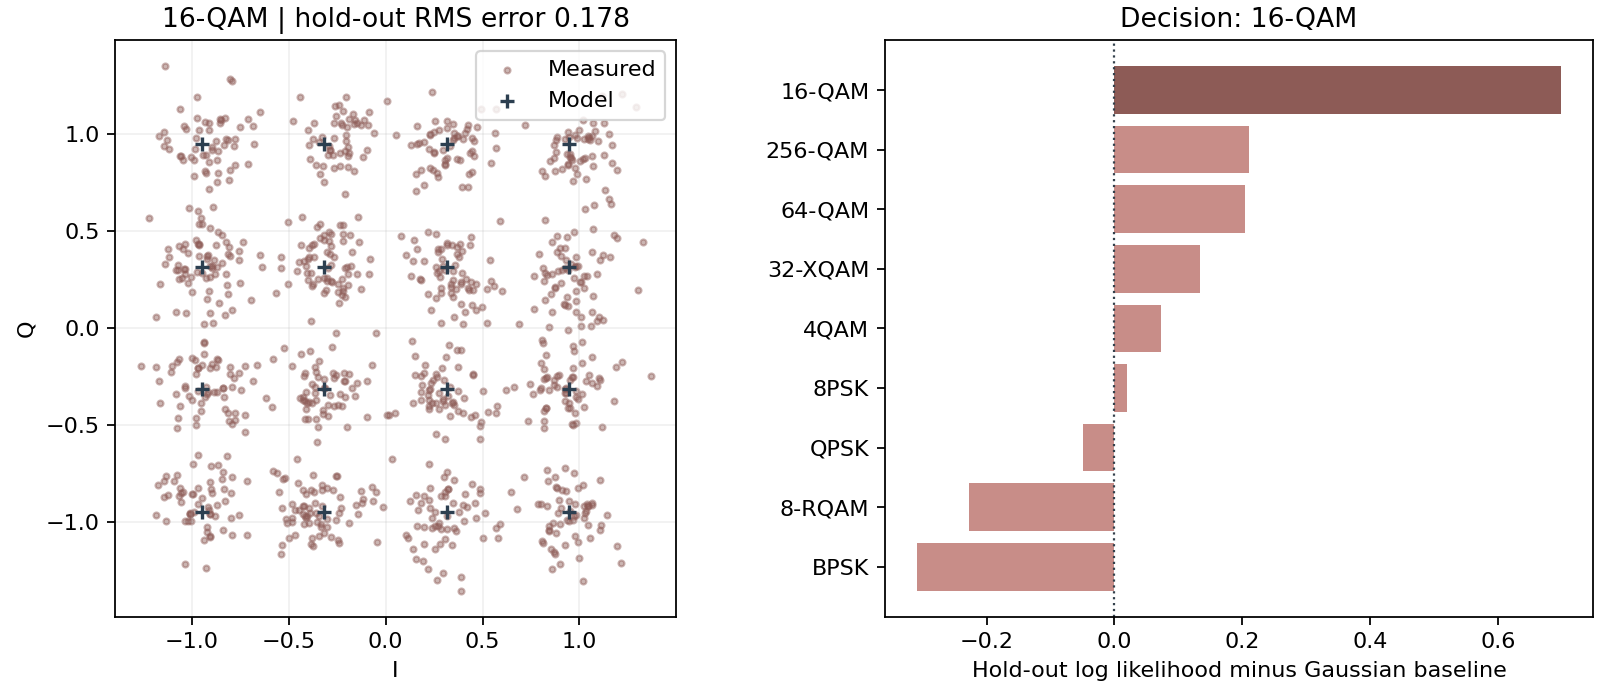 16-QAM | hold-out RMS error 0.178
Measured
Model
1.0
0.5
0.0
−0.5
−1.0
Q
−1.0
−0.5
0.0
0.5
1.0
I
Decision: 16-QAM
16-QAM
256-QAM
64-QAM
32-XQAM
4QAM
8PSK
QPSK
8-RQAM
BPSK
−0.2
0.0
0.2
0.4
0.6
Hold-out log likelihood minus Gaussian baseline